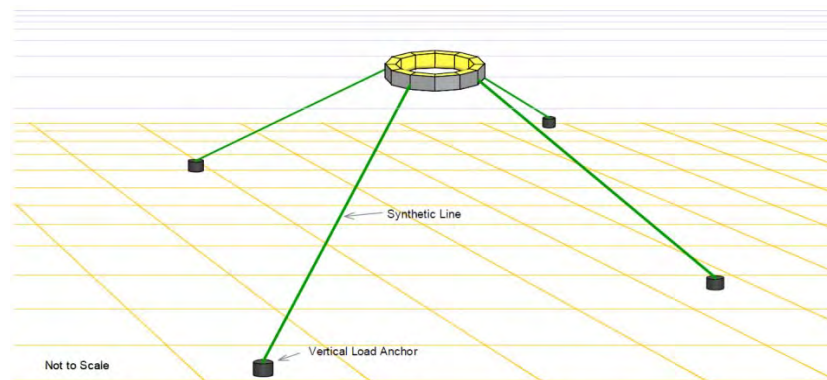 Synthetic Line
Vertical Load Anchor
Not to Scale